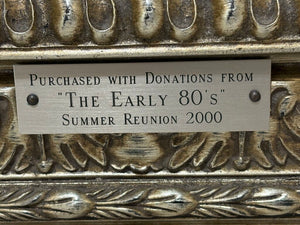 Purchased with Donations from
"The Early 80's"
Summer Reunion 2000